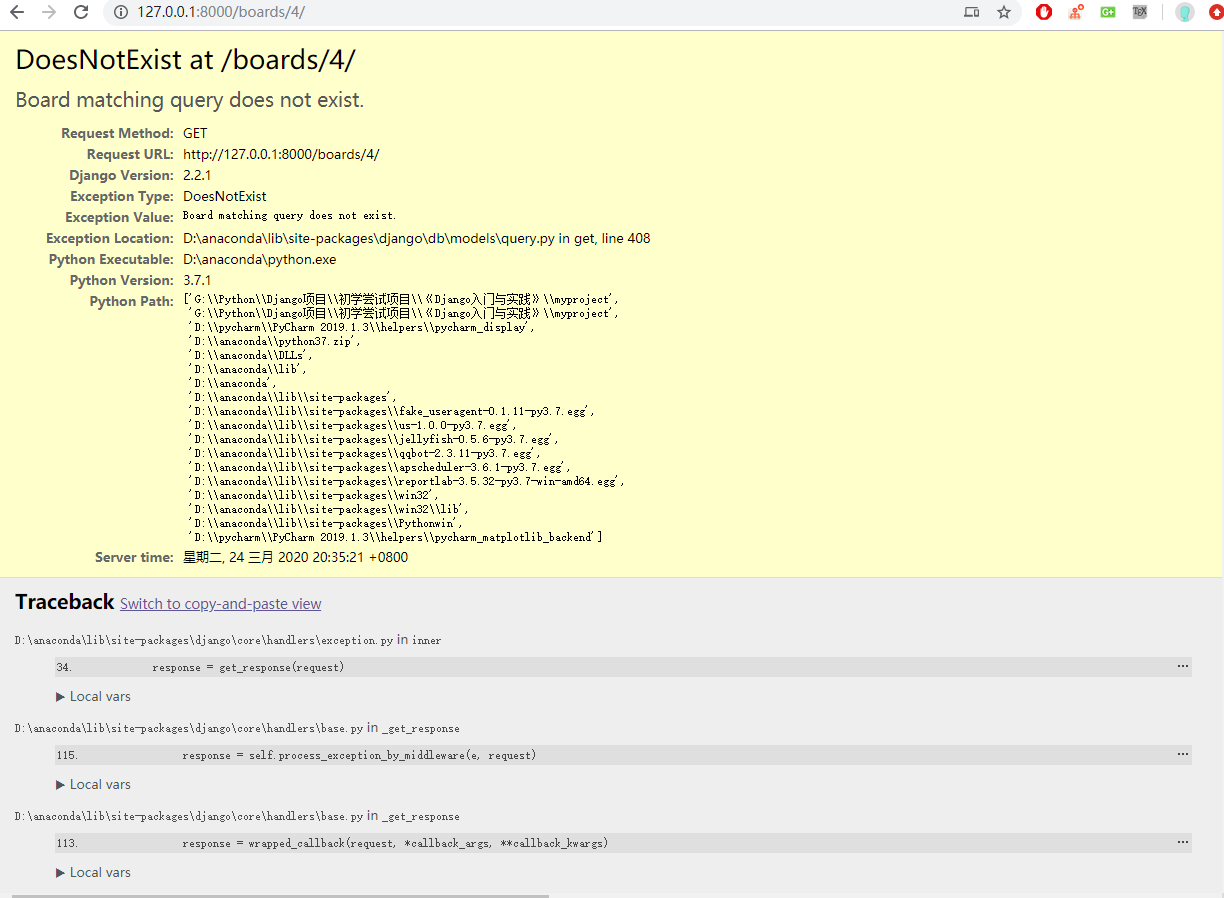 127.0.0.1:8000/boards/4/
DoesNotExist at /boards/4/
Board matching query does not exist.
Request Method: GET
Request URL: http://127.0.0.1:8000/boards/4/
Django Version: 2.2.1
Exception Type: DoesNotExist
Exception Value: Board matching query does not exist.
Exception Location: D:\anaconda\lib\site-packages\django\db\models\query.py in get, line 408
Python Executable: D:\anaconda\python.exe
Python Version: 3.7.1
Python Path: ['G:\\Python\\Django项目\\初学尝试项目\\《Django入门与实践》\\myproject',
'G:\\Python\\Django项目\\初学尝试项目\\《Django入门与实践》\\myproject',
'D:\\pycharm\\PyCharm 2019.1.3\\helpers\\pycharm_display',
'D:\\anaconda\\python37.zip',
'D:\\anaconda\\DLLs',
'D:\\anaconda\\lib',
'D:\\anaconda',
'D:\\anaconda\\lib\\site-packages',
'D:\\anaconda\\lib\\site-packages\\fake_useragent-0.1.11-py3.7.egg',
'D:\\anaconda\\lib\\site-packages\\us-1.0.0-py3.7.egg',
'D:\\anaconda\\lib\\site-packages\\jellyfish-0.5.6-py3.7.egg',
'D:\\anaconda\\lib\\site-packages\\qqbot-2.3.11-py3.7.egg',
'D:\\anaconda\\lib\\site-packages\\apscheduler-3.6.1-py3.7.egg',
'D:\\anaconda\\lib\\site-packages\\reportlab-3.5.32-py3.7-win-amd64.egg',
'D:\\anaconda\\lib\\site-packages\\win32',
'D:\\anaconda\\lib\\site-packages\\win32\\lib',
'D:\\anaconda\\lib\\site-packages\\Pythonwin',
'D:\\pycharm\\PyCharm 2019.1.3\\helpers\\pycharm_matplotlib_backend']
Server time: 星期二, 24 三月 2020 20:35:21 +0800
Traceback Switch to copy-and-paste view
D:\anaconda\lib\site-packages\django\core\handlers\exception.py in inner
34. response = get_response(request) ...
▶ Local vars
D:\anaconda\lib\site-packages\django\core\handlers\base.py in _get_response
115. response = self.process_exception_by_middleware(e, request) ...
▶ Local vars
D:\anaconda\lib\site-packages\django\core\handlers\base.py in _get_response
113. response = wrapped_callback(request, *callback_args, **callback_kwargs) ...
▶ Local vars